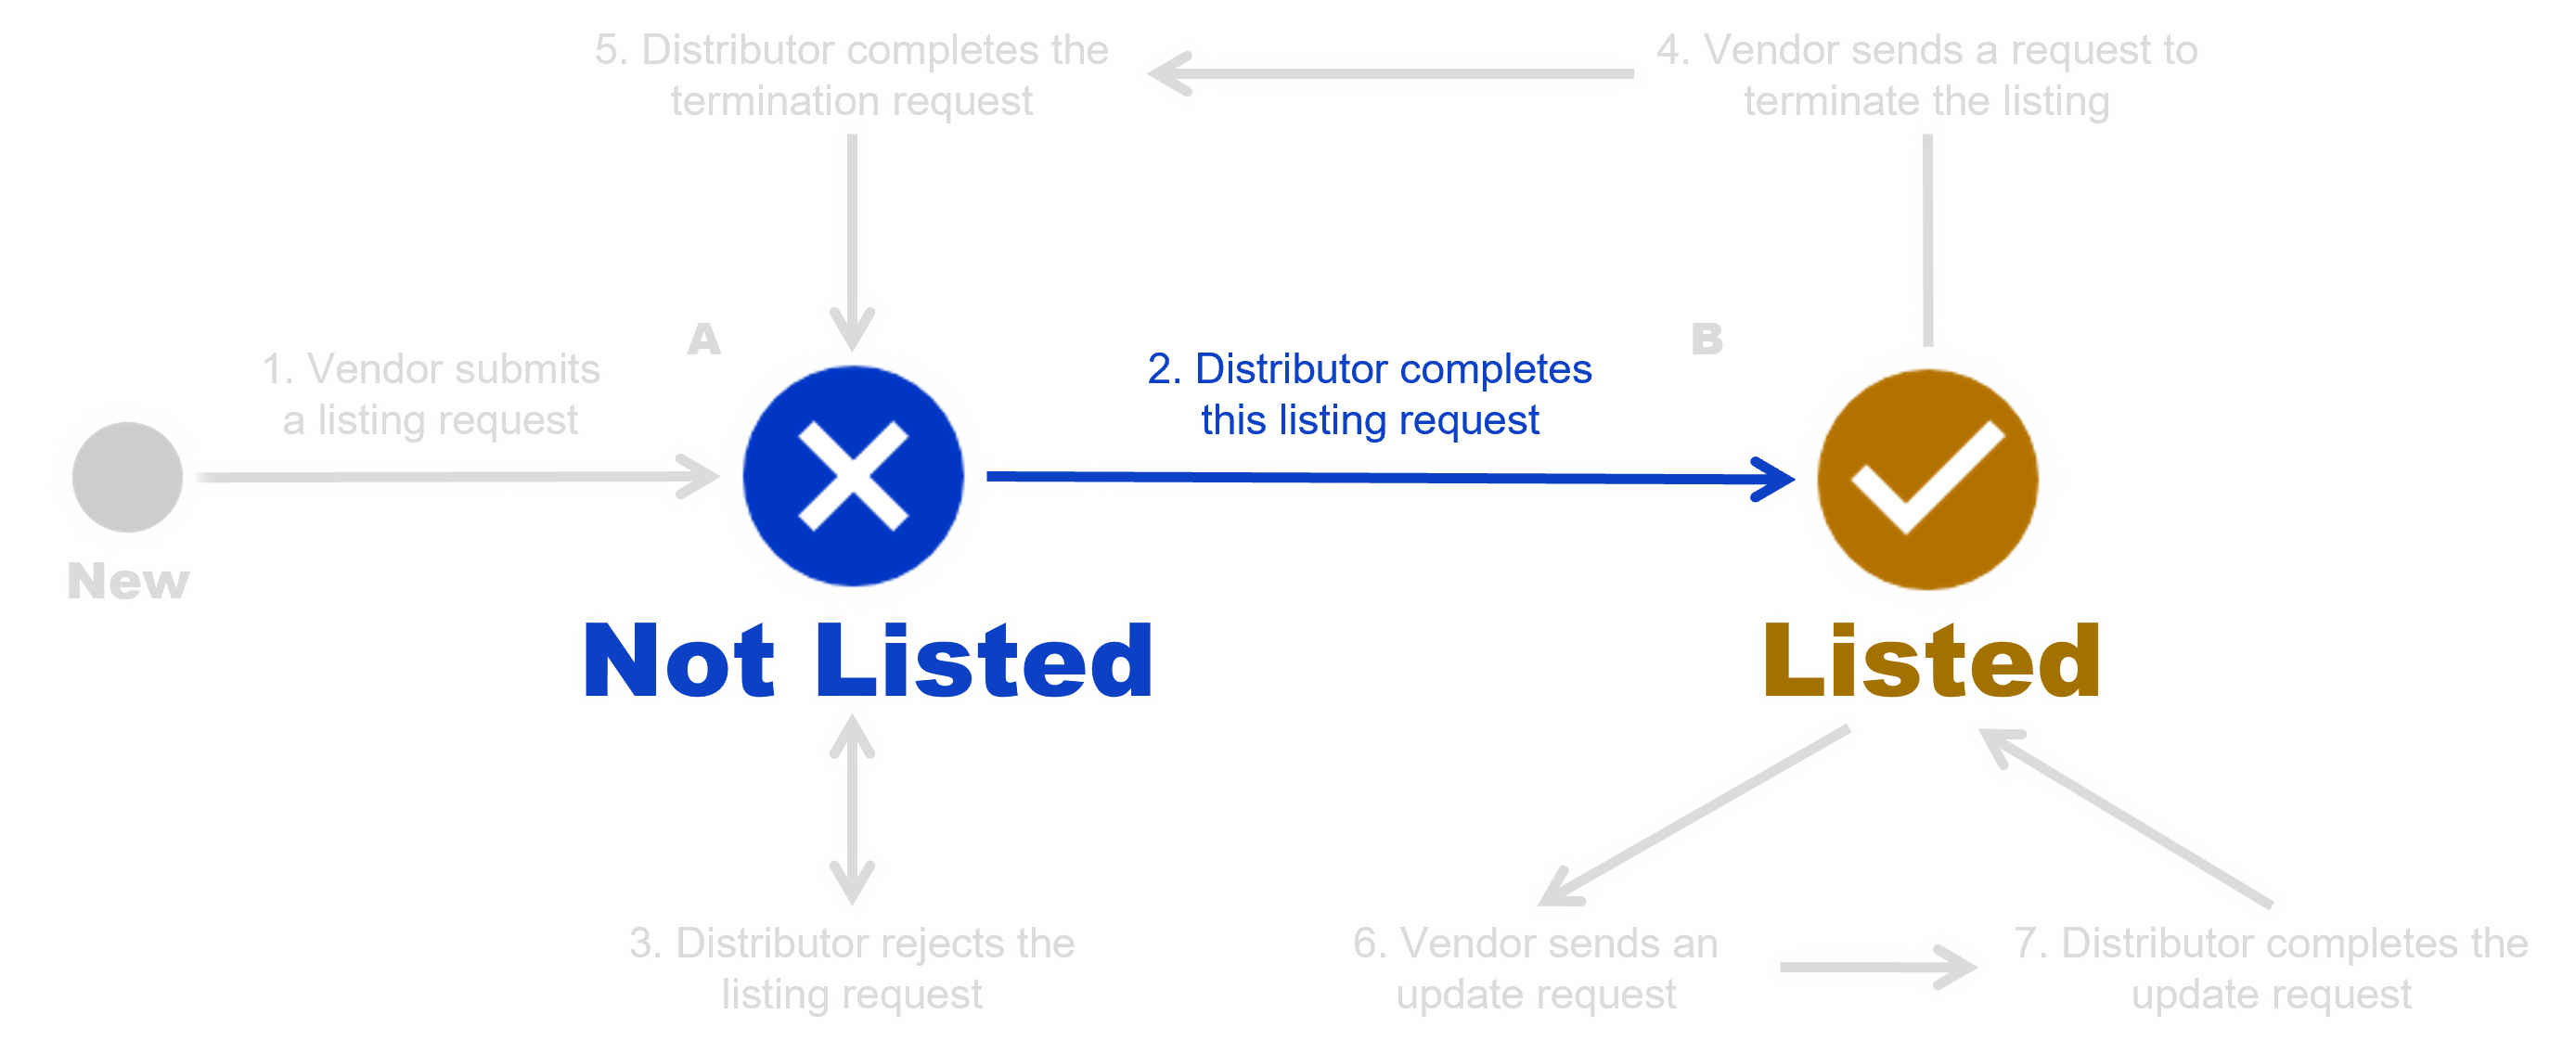 5. Distributor completes the
termination request
4. Vendor sends a request to
terminate the listing
A
B
1. Vendor submits
a listing request
2. Distributor completes
this listing request
New
Not Listed
Listed
3. Distributor rejects the
listing request
6. Vendor sends an
update request
7. Distributor completes the
update request